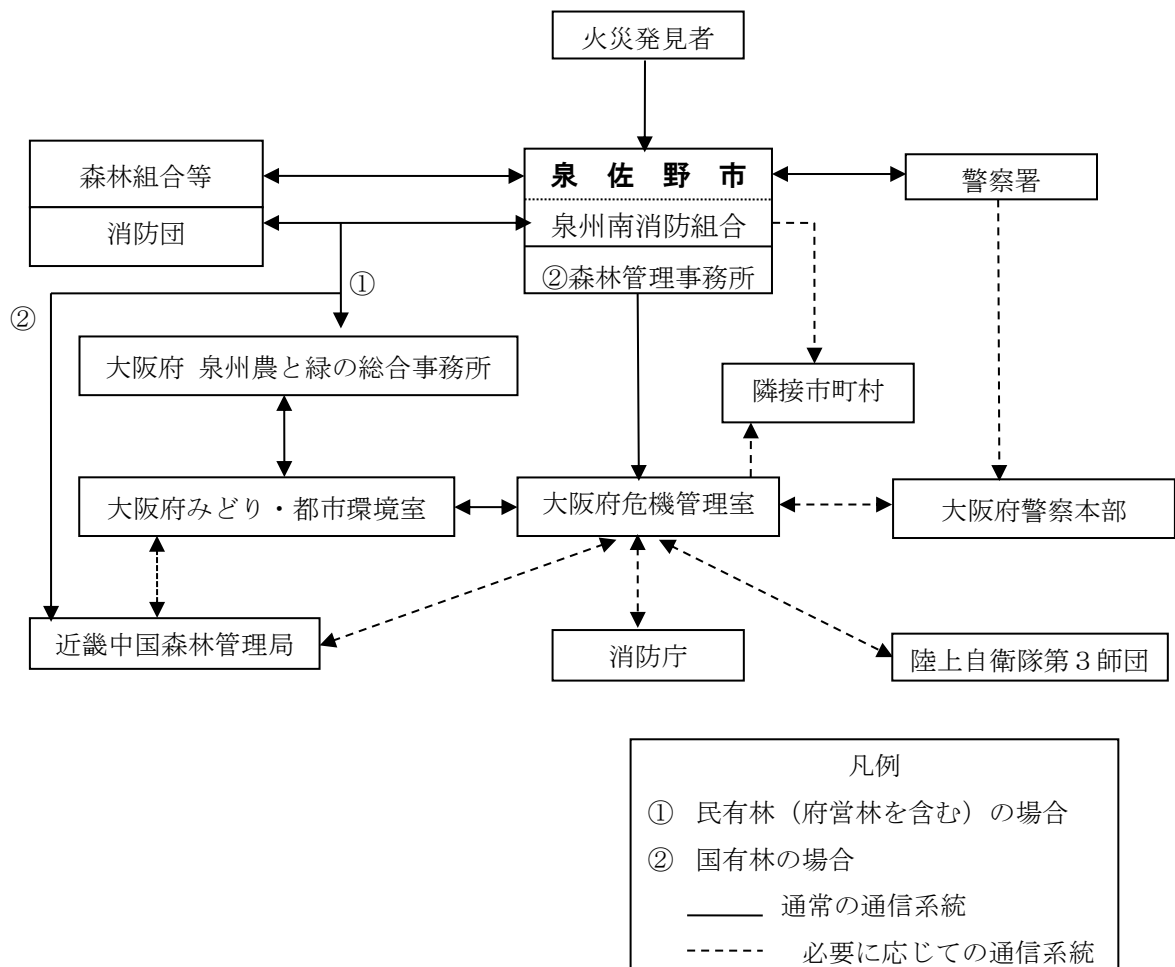 火災発見者
森林組合等
消防団
泉佐野市
泉州南消防組合
②森林管理事務所
警察署
①
②
大阪府 泉州農と緑の総合事務所
隣接市町村
大阪府みどり・都市環境室
大阪府危機管理室
大阪府警察本部
近畿中国森林管理局
消防庁
陸上自衛隊第３師団
凡例
① 民有林（府営林を含む）の場合
② 国有林の場合
通常の通信系統
必要に応じての通信系統